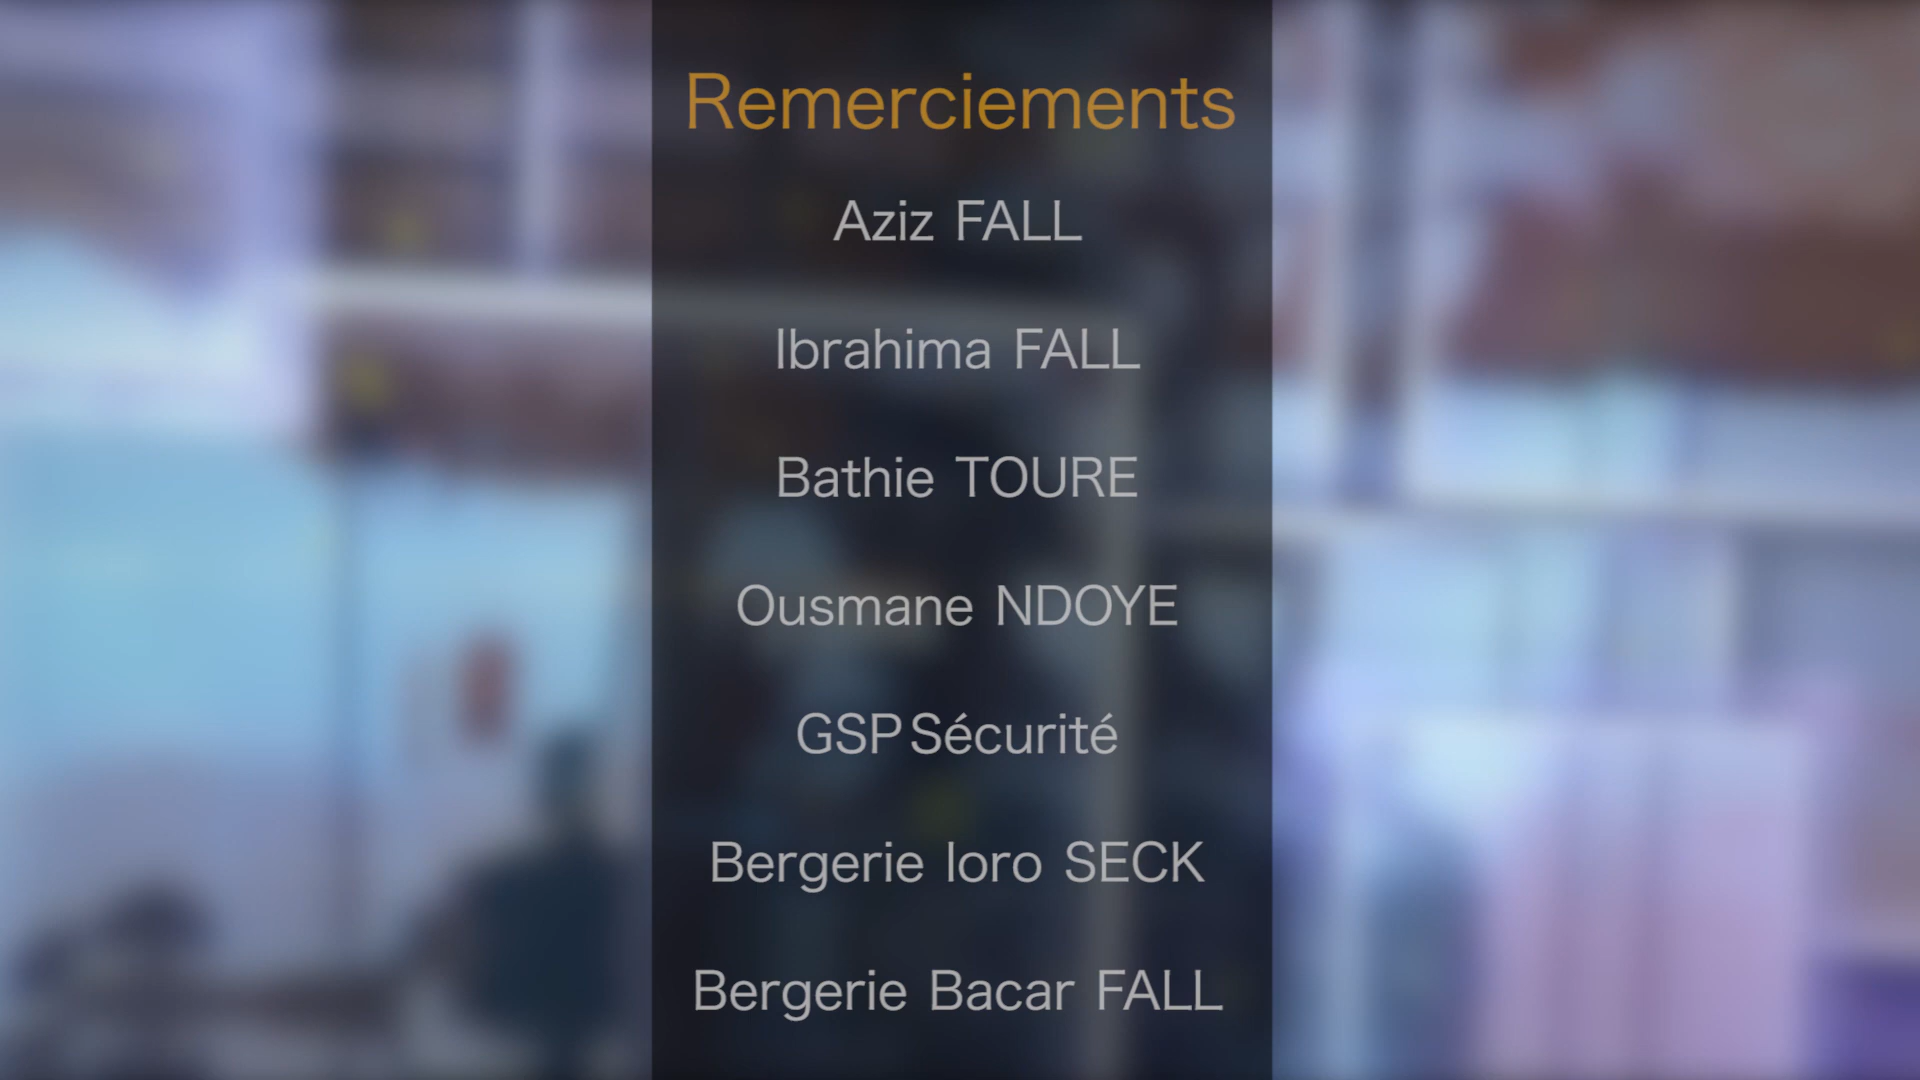 Remerciements
Aziz FALL
Ibrahima FALL
Bathie TOURE
Ousmane NDOYE
GSP Sécurité
Bergerie loro SECK
Bergerie Bacar FALL